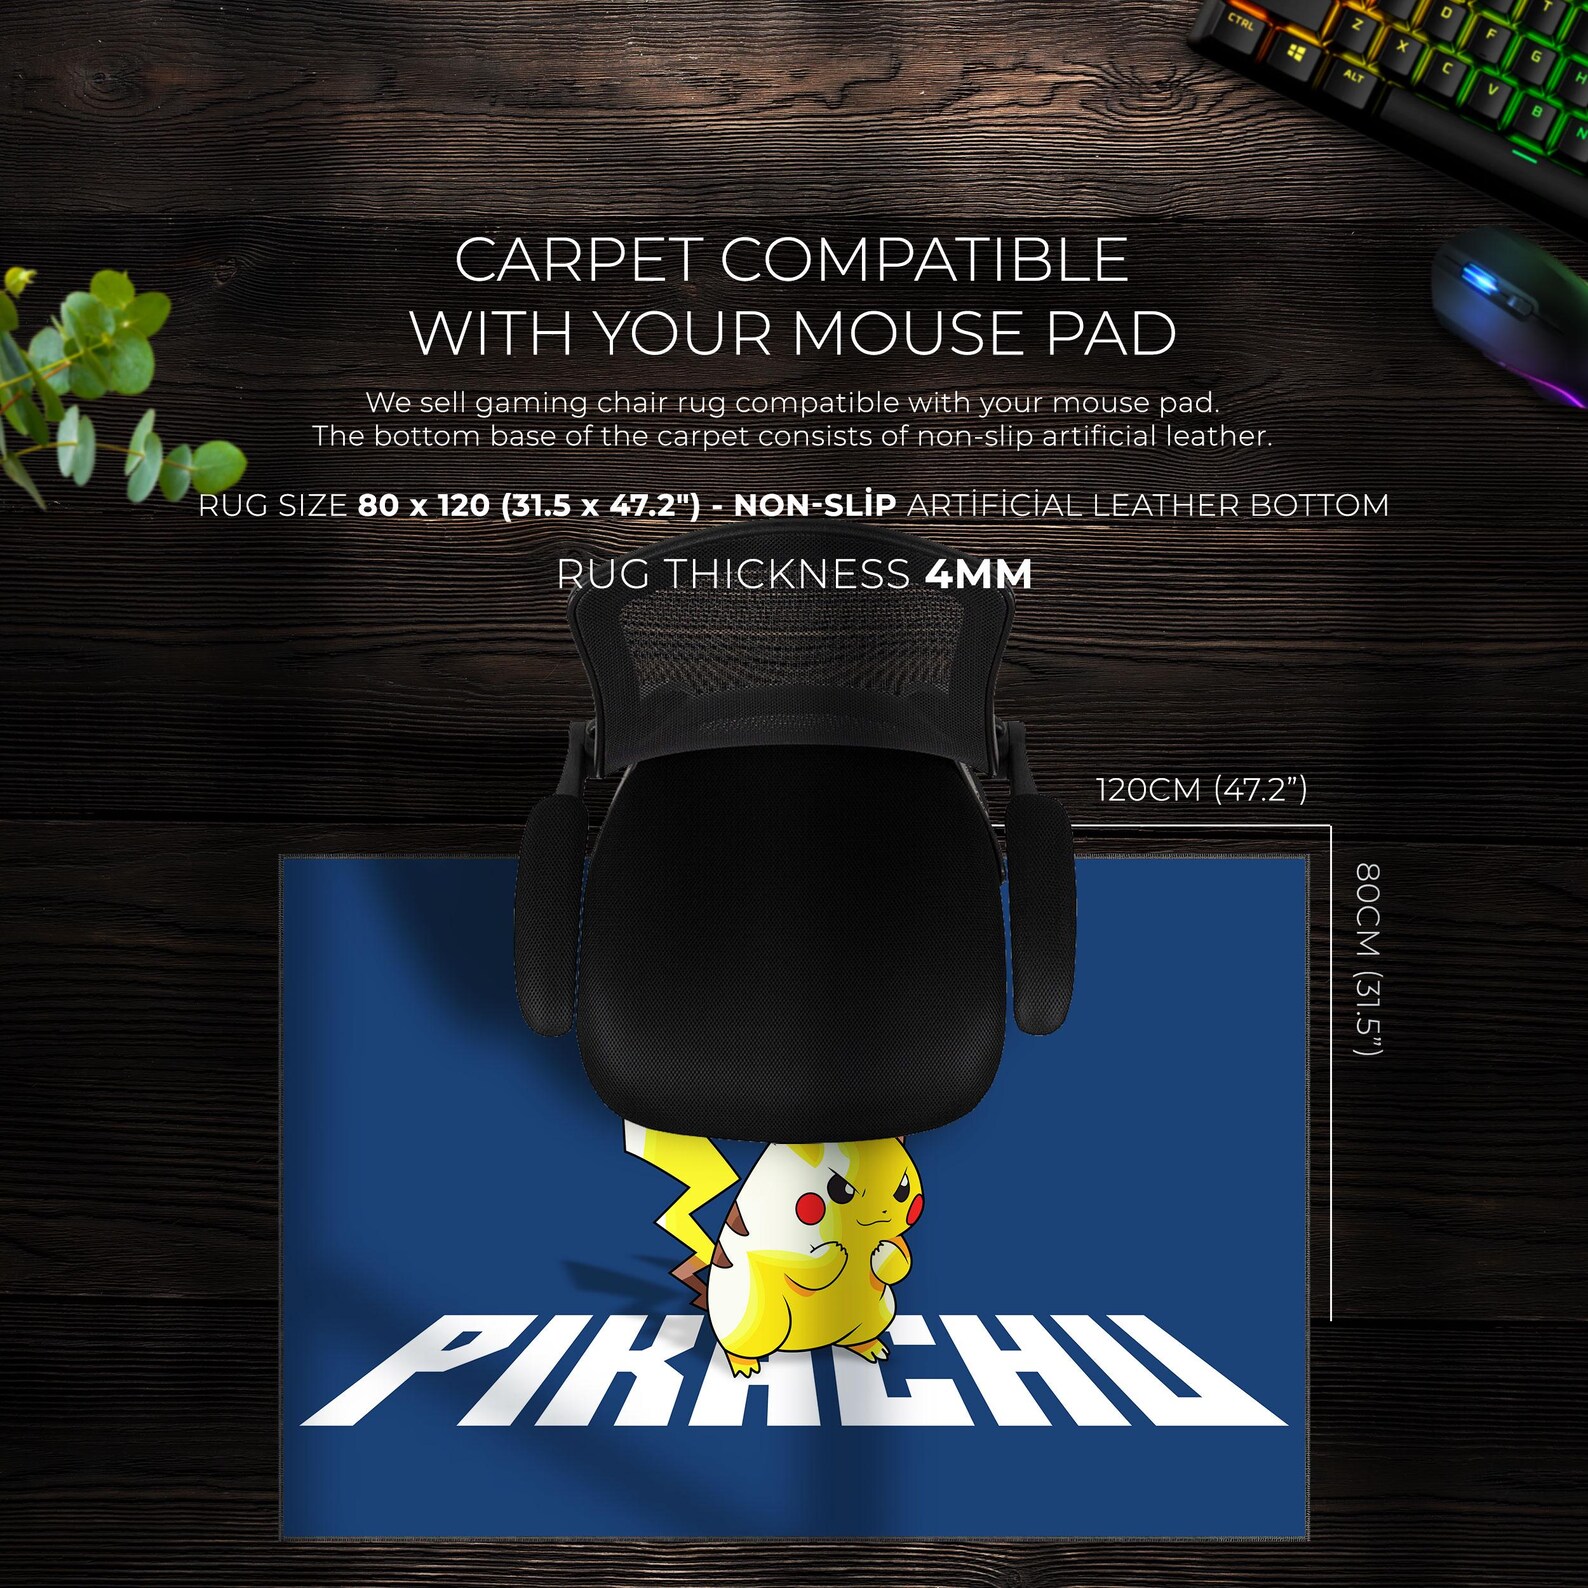 CTRL
ALT
Z
X
C
V
B
N
D
F
G
H
T
CARPET COMPATIBLE
WITH YOUR MOUSE PAD
We sell gaming chair rug compatible with your mouse pad.
The bottom base of the carpet consists of non-slip artificial leather.
RUG SIZE 80 x 120 (31.5 x 47.2") - NON-SLİP ARTİFİCİAL LEATHER BOTTOM
RUG THICKNESS 4MM
120CM (47.2”)
80CM (31.5”)
PIKACHU